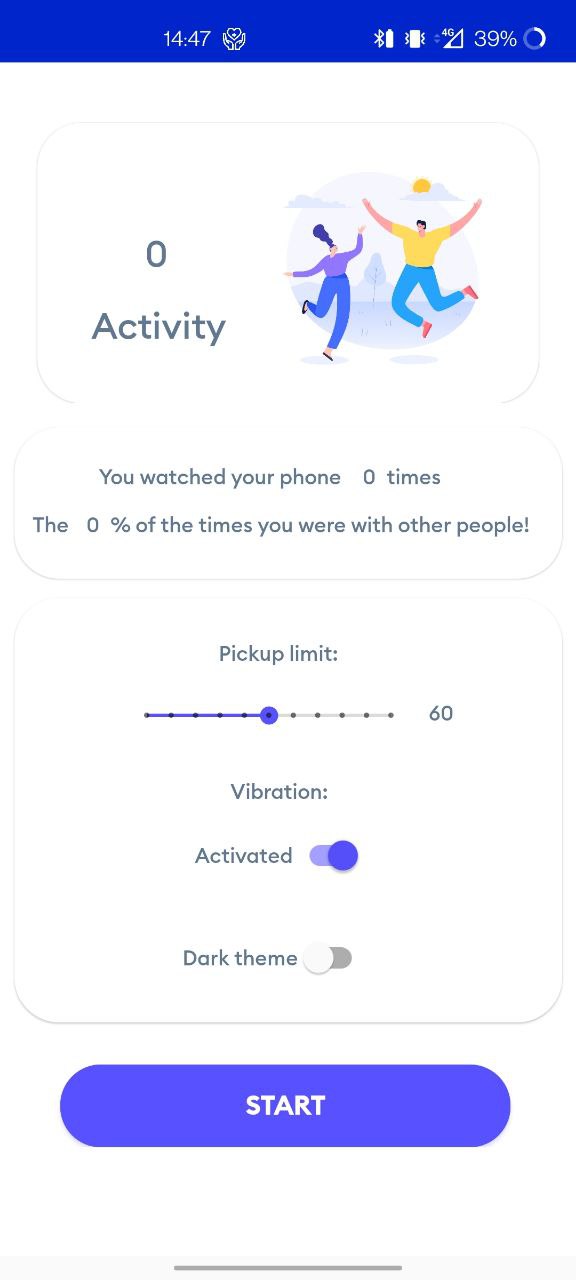 14:47 4G 39%
0
Activity
You watched your phone 0 times
The 0 % of the times you were with other people!
Pickup limit:
60
Vibration:
Activated
Dark theme
START